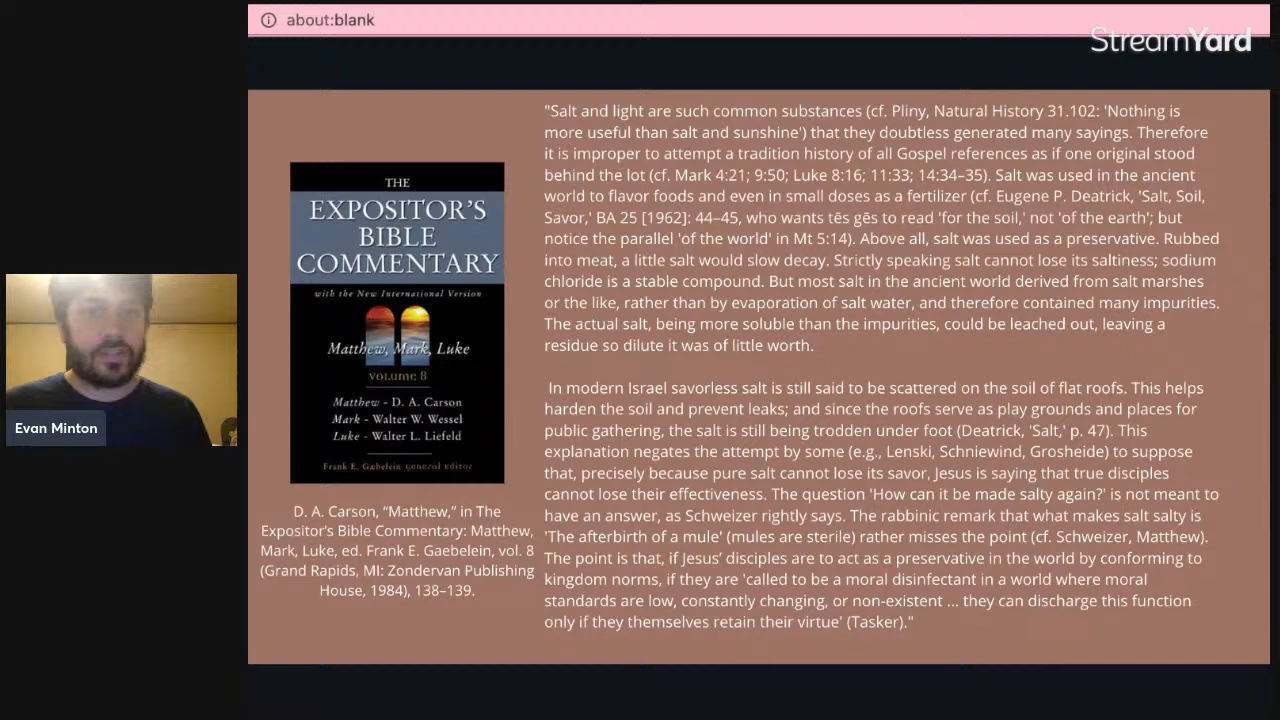 about:blank
StreamYard
"Salt and light are such common substances (cf. Pliny, Natural History 31.102: 'Nothing is
more useful than salt and sunshine') that they doubtless generated many sayings. Therefore
it is improper to attempt a tradition history of all Gospel references as if one original stood
behind the lot (cf. Mark 4:21; 9:50; Luke 8:16; 11:33; 14:34–35). Salt was used in the ancient
world to flavor foods and even in small doses as a fertilizer (cf. Eugene P. Deatrick, 'Salt, Soil,
Savor,' BA 25 [1962]: 44–45, who wants tēs gēs to read 'for the soil,' not 'of the earth'; but
notice the parallel 'of the world' in Mt 5:14). Above all, salt was used as a preservative. Rubbed
into meat, a little salt would slow decay. Strictly speaking salt cannot lose its saltiness; sodium
chloride is a stable compound. But most salt in the ancient world derived from salt marshes
or the like, rather than by evaporation of salt water, and therefore contained many impurities.
The actual salt, being more soluble than the impurities, could be leached out, leaving a
residue so dilute it was of little worth.
In modern Israel savorless salt is still said to be scattered on the soil of flat roofs. This helps
harden the soil and prevent leaks; and since the roofs serve as play grounds and places for
public gathering, the salt is still being trodden under foot (Deatrick, 'Salt,' p. 47). This
explanation negates the attempt by some (e.g., Lenski, Schniewind, Grosheide) to suppose
that, precisely because pure salt cannot lose its savor, Jesus is saying that true disciples
cannot lose their effectiveness. The question 'How can it be made salty again?' is not meant to
have an answer, as Schweizer rightly says. The rabbinic remark that what makes salt salty is
'The afterbirth of a mule' (mules are sterile) rather misses the point (cf. Schweizer, Matthew).
The point is that, if Jesus' disciples are to act as a preservative in the world by conforming to
kingdom norms, if they are 'called to be a moral disinfectant in a world where moral
standards are low, constantly changing, or non-existent ... they can discharge this function
only if they themselves retain their virtue' (Tasker)."
THE
EXPOSITOR'S
BIBLE
COMMENTARY
with the New International Version
Matthew, Mark, Luke
VOLUME 8
Matthew - D. A. Carson
Mark - Walter W. Wessel
Luke - Walter L. Liefeld
Frank E. Gæbelein general editor
D. A. Carson, "Matthew," in The
Expositor's Bible Commentary: Matthew,
Mark, Luke, ed. Frank E. Gaebelein, vol. 8
(Grand Rapids, MI: Zondervan Publishing
House, 1984), 138–139.
Evan Minton